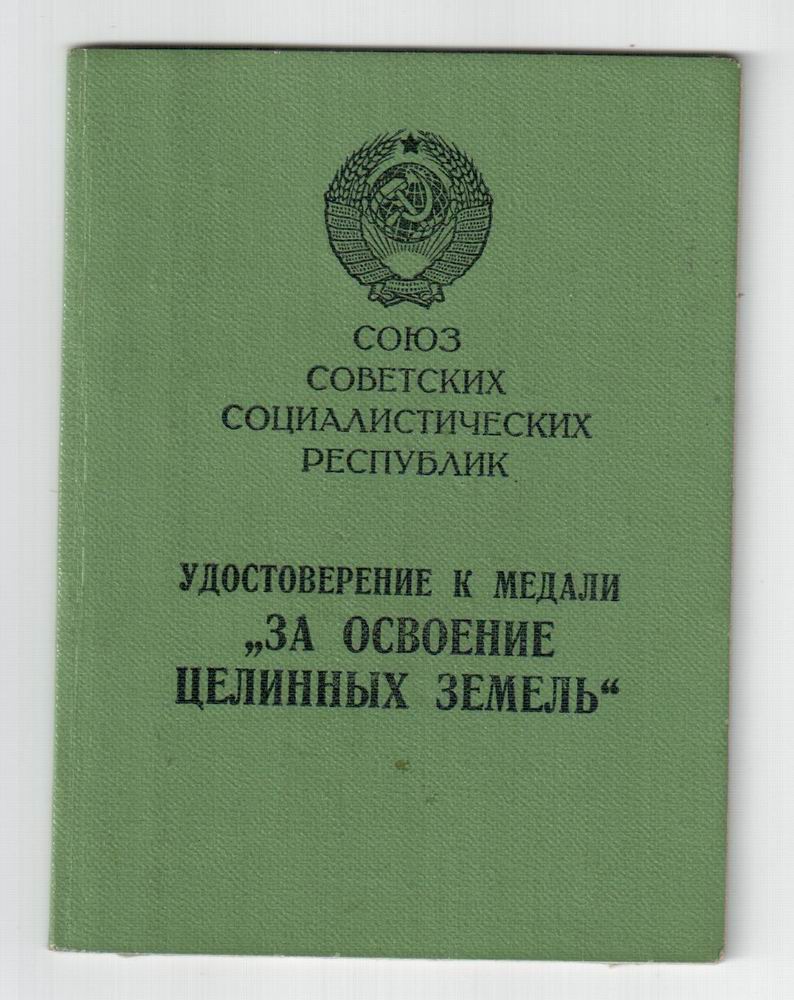 СОЮЗ
СОВЕТСКИХ
СОЦИАЛИСТИЧЕСКИХ
РЕСПУБЛИК
УДОСТОВЕРЕНИЕ К МЕДАЛИ
„ЗА ОСВОЕНИЕ
ЦЕЛИННЫХ ЗЕМЕЛЬ“